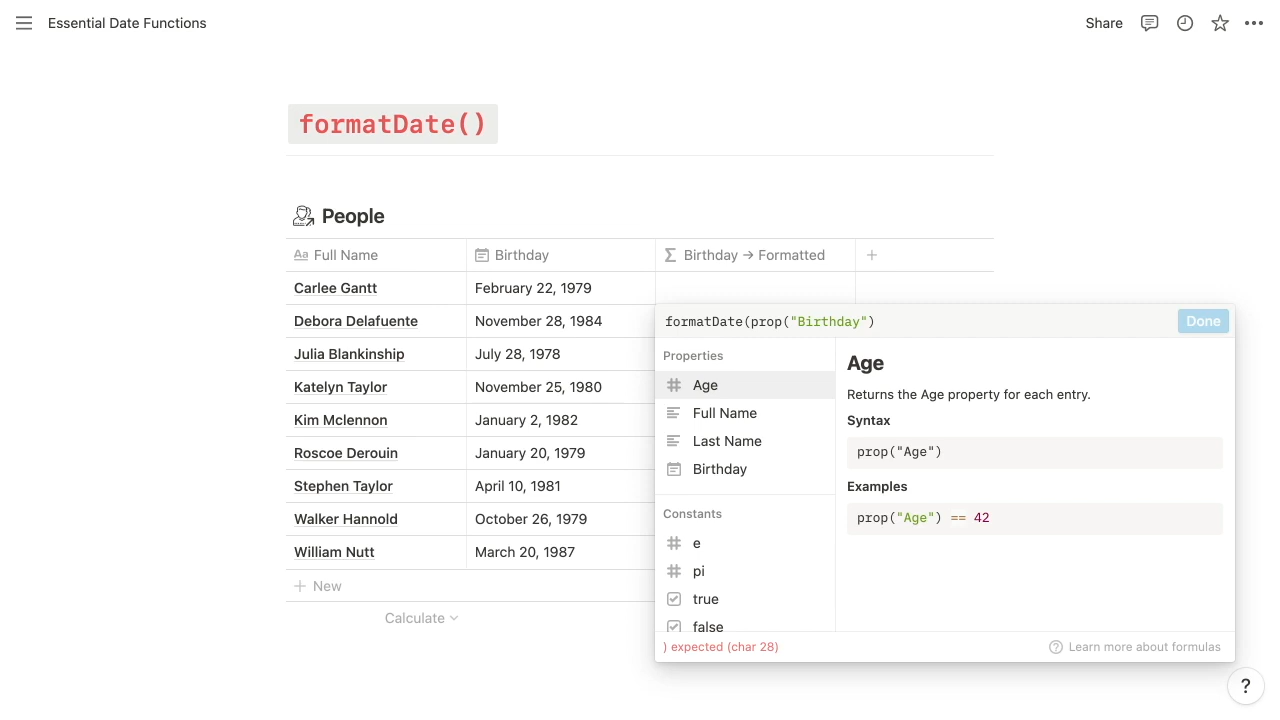 Essential Date Functions
Share
formatDate()
People
Aa Full Name Birthday Σ Birthday → Formatted +
Carlee Gantt February 22, 1979
Debora Delafuente November 28, 1984
Julia Blankinship July 28, 1978
Katelyn Taylor November 25, 1980
Kim Mclennon January 2, 1982
Roscoe Derouin January 20, 1979
Stephen Taylor April 10, 1981
Walker Hannold October 26, 1979
William Nutt March 20, 1987
+ New
Calculate
formatDate(prop("Birthday")
Done
Properties
Age
Full Name
Last Name
Birthday
Constants
e
pi
true
false
Age
Returns the Age property for each entry.
Syntax
prop("Age")
Examples
prop("Age") == 42
) expected (char 28)
? Learn more about formulas
?